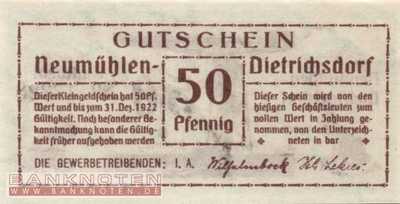 GUTSCHEIN
Neumühlen- Dietrichsdorf
Dieser Kleingeldschein hat 50 Pf.
Wert und bis zum 31. Dez. 1922
Gültigkeit. Nach besonderer Be-
kanntmachung kann die Gültig-
keit früher aufgehoben werden
50
Pfennig
Dieser Schein wird von den
hiesigen Geschäftsleuten zum
vollen Wert in Zahlung ge-
nommen, von den Unterzeich-
neten in bar
DIE GEWERBETREIBENDEN: I. A.
BANKNOTEN
WWW.BANKNOTEN.DE